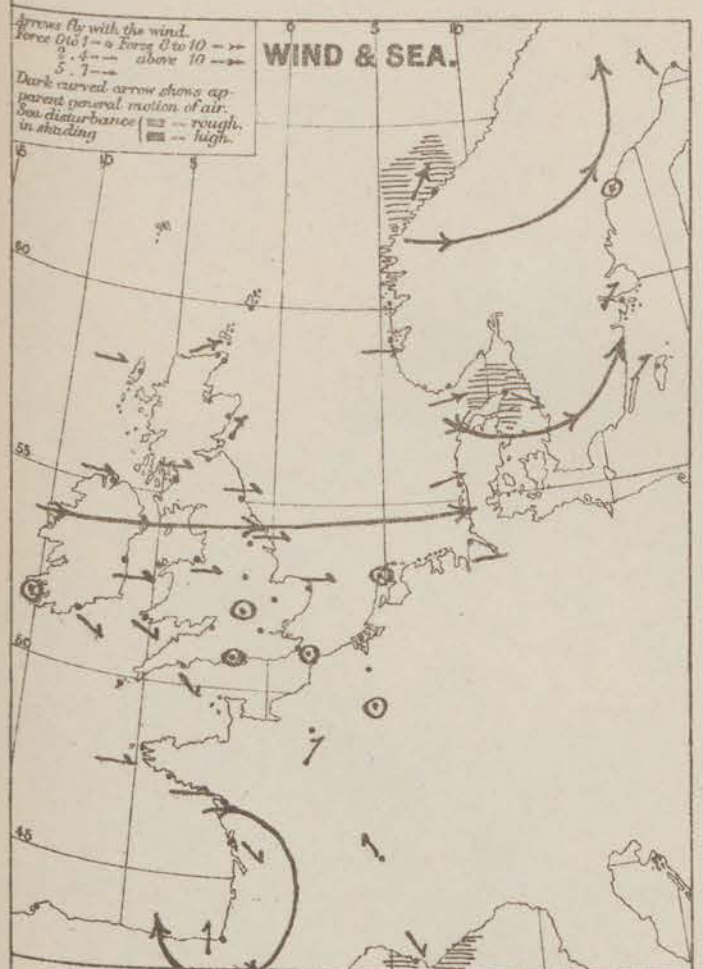 0 5 10
WIND & SEA.
Arrows fly with the wind.
Force 0 to 1 Force 8 to 10
2 . 4 above 10
5 . 7
Dark curved arrow shows ap-
parent general motion of air.
Sea disturbance -- rough.
in shading -- high.
15 10 5
60
55
50
45